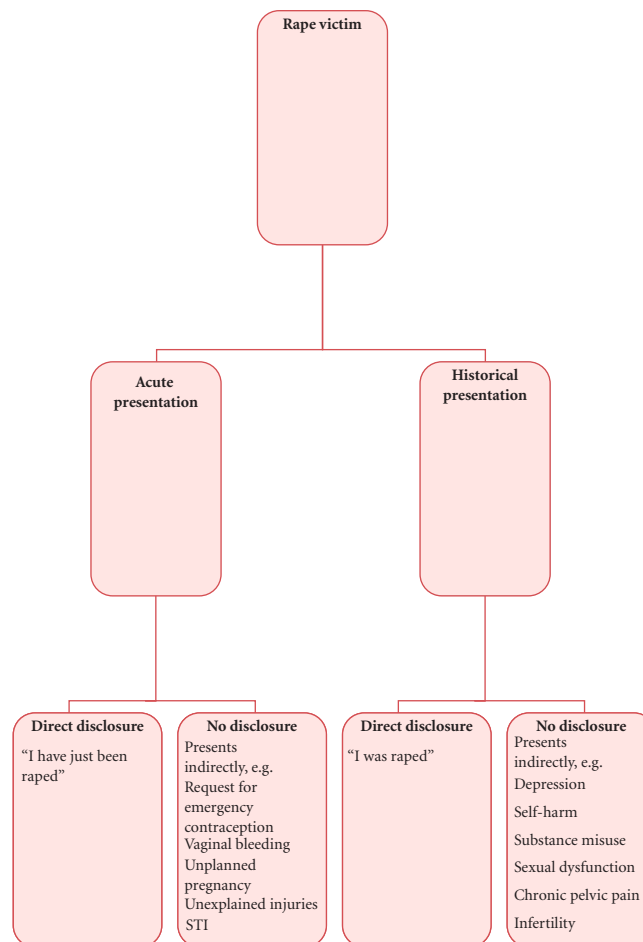 Rape victim
Acute
presentation
Historical
presentation
Direct disclosure
“I have just been
raped”
No disclosure
Presents
indirectly, e.g.
Request for
emergency
contraception
Vaginal bleeding
Unplanned
pregnancy
Unexplained injuries
STI
Direct disclosure
“I was raped”
No disclosure
Presents
indirectly, e.g.
Depression
Self-harm
Substance misuse
Sexual dysfunction
Chronic pelvic pain
Infertility